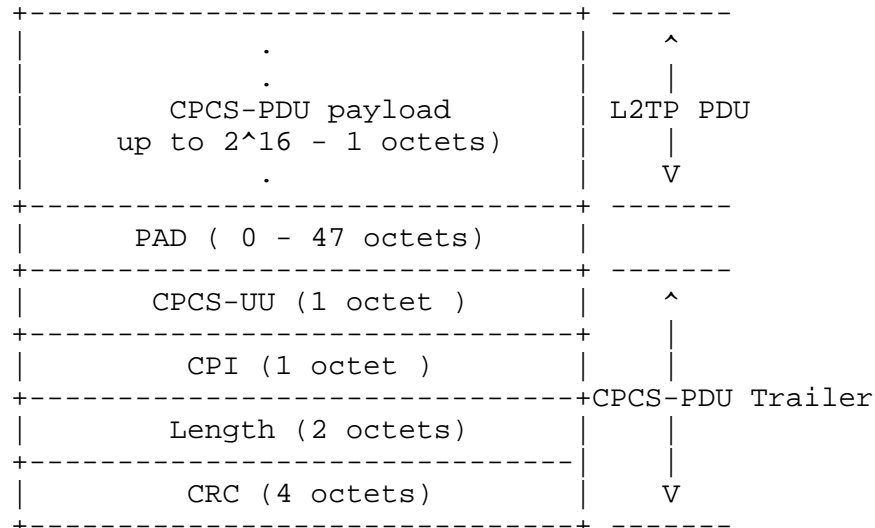 +-------------------------------+ -------
|               .               |    ^
|               .               |    |
|        CPCS-PDU payload       | L2TP PDU
|    up to 2^16 - 1 octets)     |    |
|               .               |    V
+-------------------------------+ -------
|      PAD ( 0 - 47 octets)     |
+-------------------------------+ -------
|       CPCS-UU (1 octet )      |    ^
+-------------------------------+    |
|         CPI (1 octet )        |    |
+-------------------------------+CPCS-PDU Trailer
|        Length (2 octets)      |    |
+-------------------------------|    |
|         CRC (4 octets)        |    V
+-------------------------------+ -------